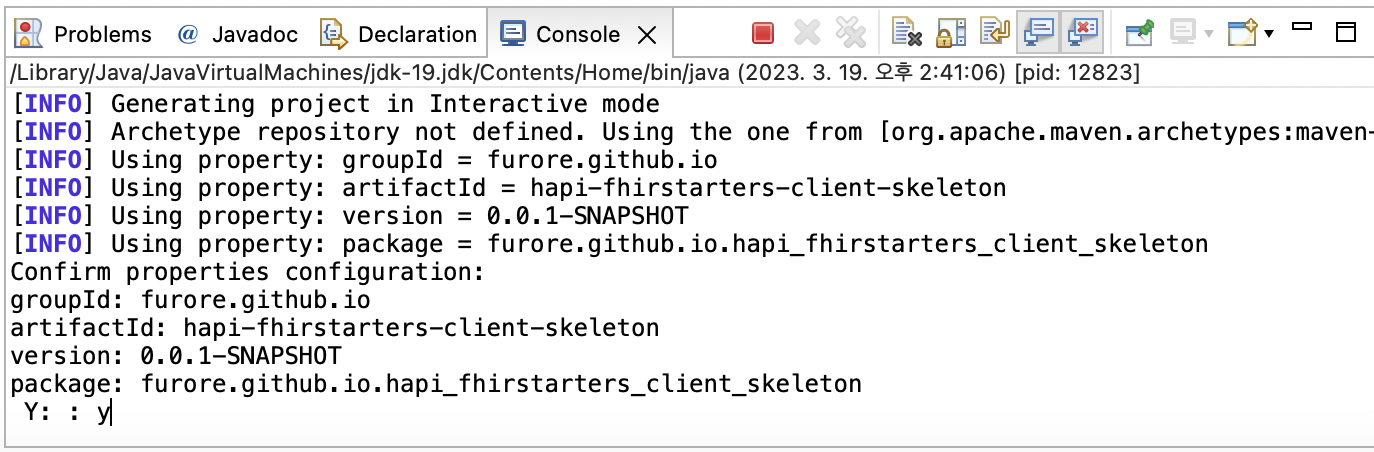 Problems @ Javadoc Declaration Console
/Library/Java/JavaVirtualMachines/jdk-19.jdk/Contents/Home/bin/java (2023. 3. 19. 오후 2:41:06) [pid: 12823]
[INFO] Generating project in Interactive mode
[INFO] Archetype repository not defined. Using the one from [org.apache.maven.archetypes:maven-
[INFO] Using property: groupId = furore.github.io
[INFO] Using property: artifactId = hapi-fhirstarters-client-skeleton
[INFO] Using property: version = 0.0.1-SNAPSHOT
[INFO] Using property: package = furore.github.io.hapi_fhirstarters_client_skeleton
Confirm properties configuration:
groupId: furore.github.io
artifactId: hapi-fhirstarters-client-skeleton
version: 0.0.1-SNAPSHOT
package: furore.github.io.hapi_fhirstarters_client_skeleton
 Y: : y